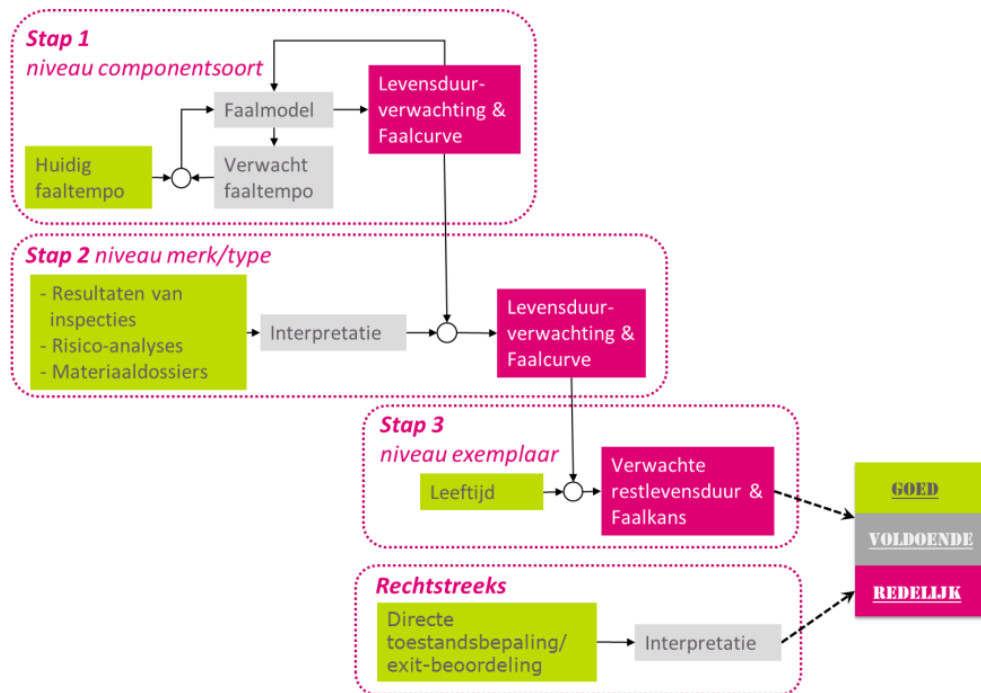 Stap 1
niveau componentsoort
Levensduur-
verwachting &
Faalcurve
Faalmodel
Huidig
faaltempo
Verwacht
faaltempo
Stap 2 niveau merk/type
- Resultaten van
inspecties
- Risico-analyses
- Materiaaldossiers
Interpretatie
Levensduur-
verwachting &
Faalcurve
Stap 3
niveau exemplaar
Leeftijd
Verwachte
restlevensduur &
Faalkans
GOED
VOLDOENDE
REDELIJK
Rechtstreeks
Directe
toestandsbepaling/
exit-beoordeling
Interpretatie